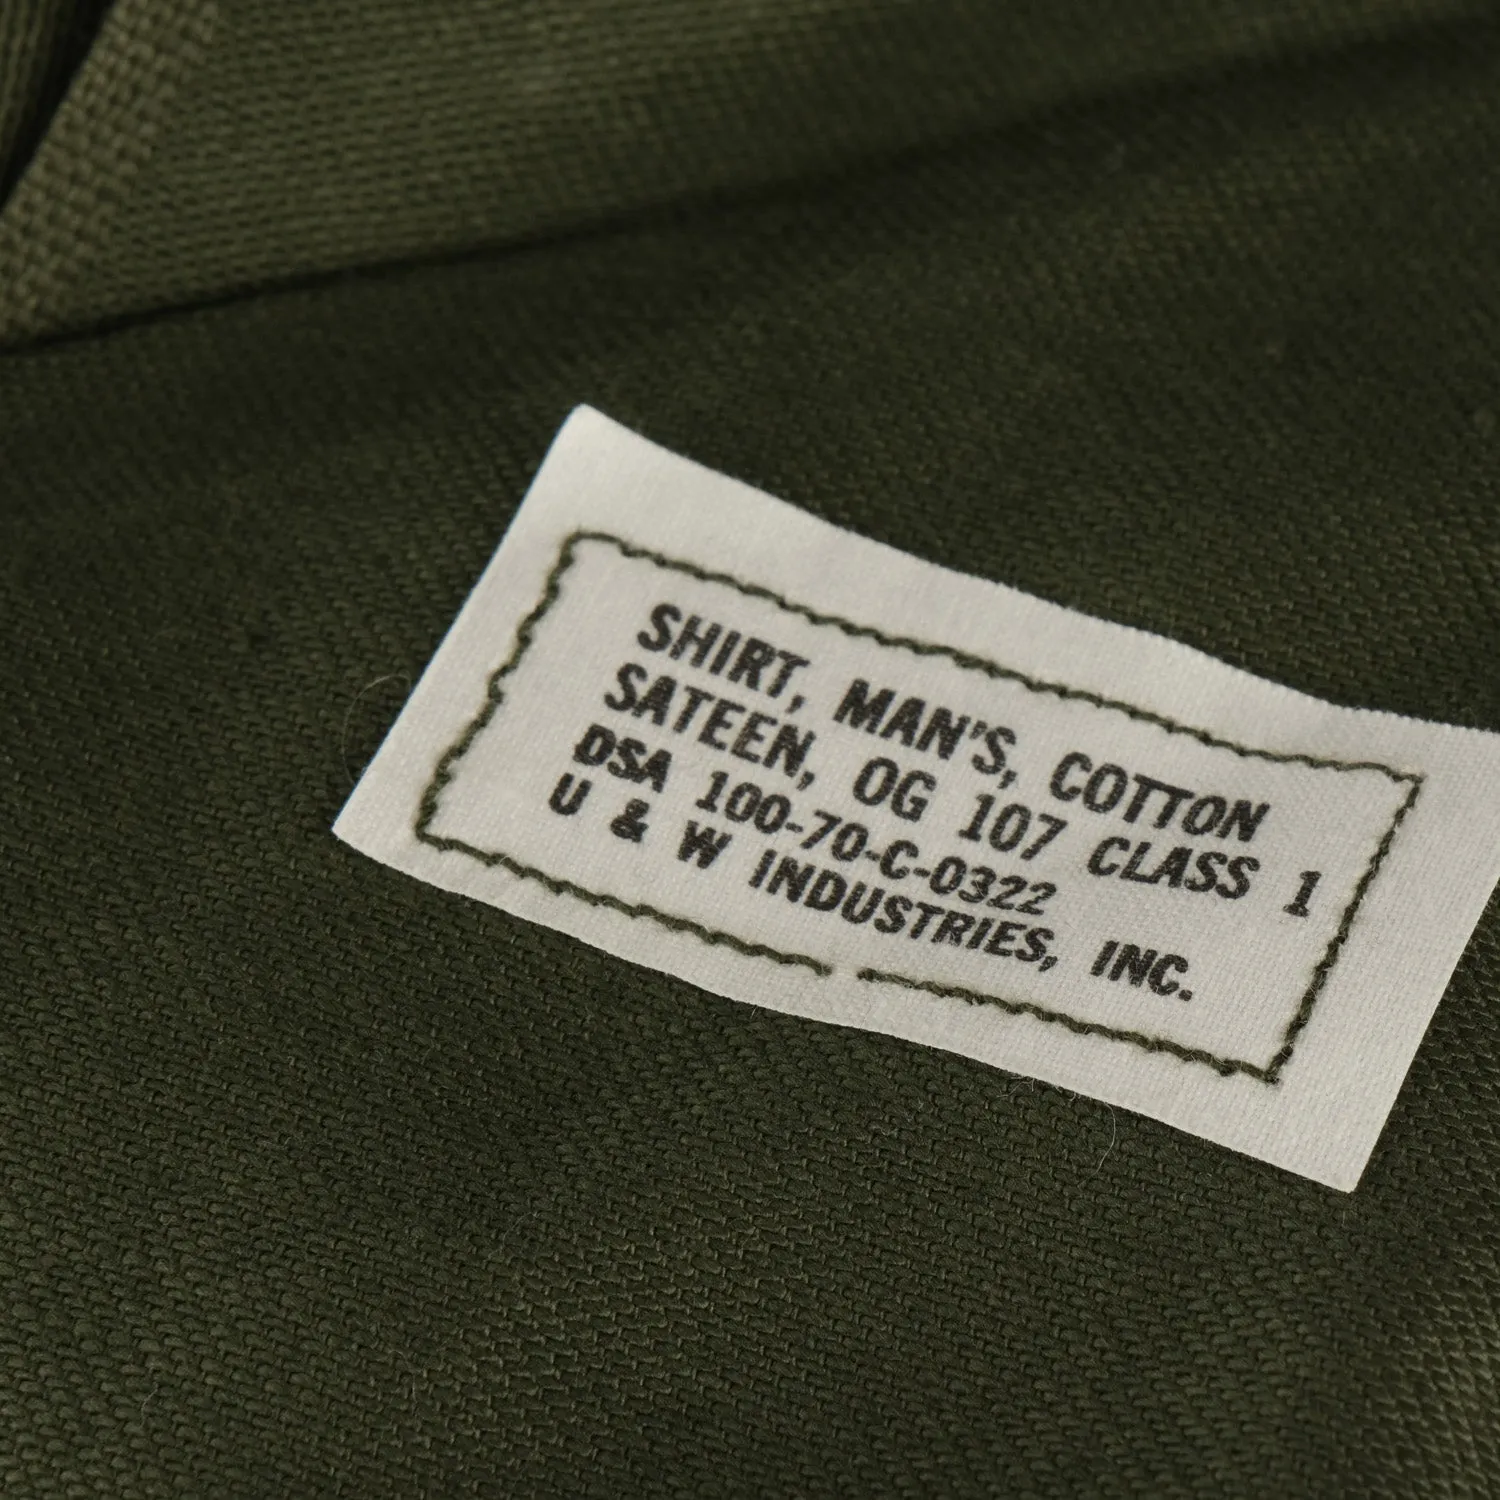 SHIRT, MAN'S, COTTON
SATEEN, OG 107 CLASS 1
DSA 100-70-C-0322
U & W INDUSTRIES, INC.